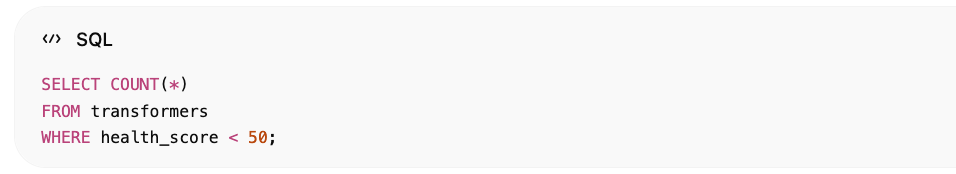 SQL
SELECT COUNT(*)
FROM transformers
WHERE health_score < 50;